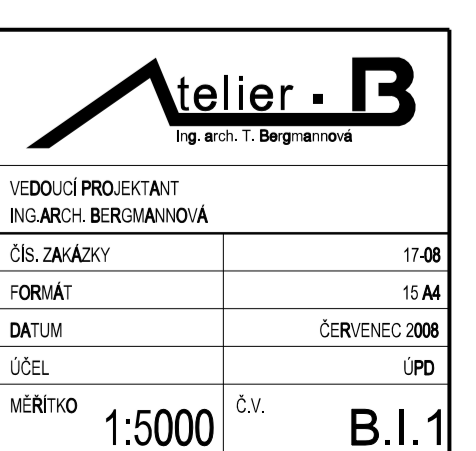 Atelier - B
Ing. arch. T. Bergmannová
VEDOUCÍ PROJEKTANT
ING.ARCH. BERGMANNOVÁ
ČÍS. ZAKÁZKY 17-08
FORMÁT 15 A4
DATUM ČERVENEC 2008
ÚČEL ÚPD
MĚŘÍTKO 1:5000 Č.V. B.I.1